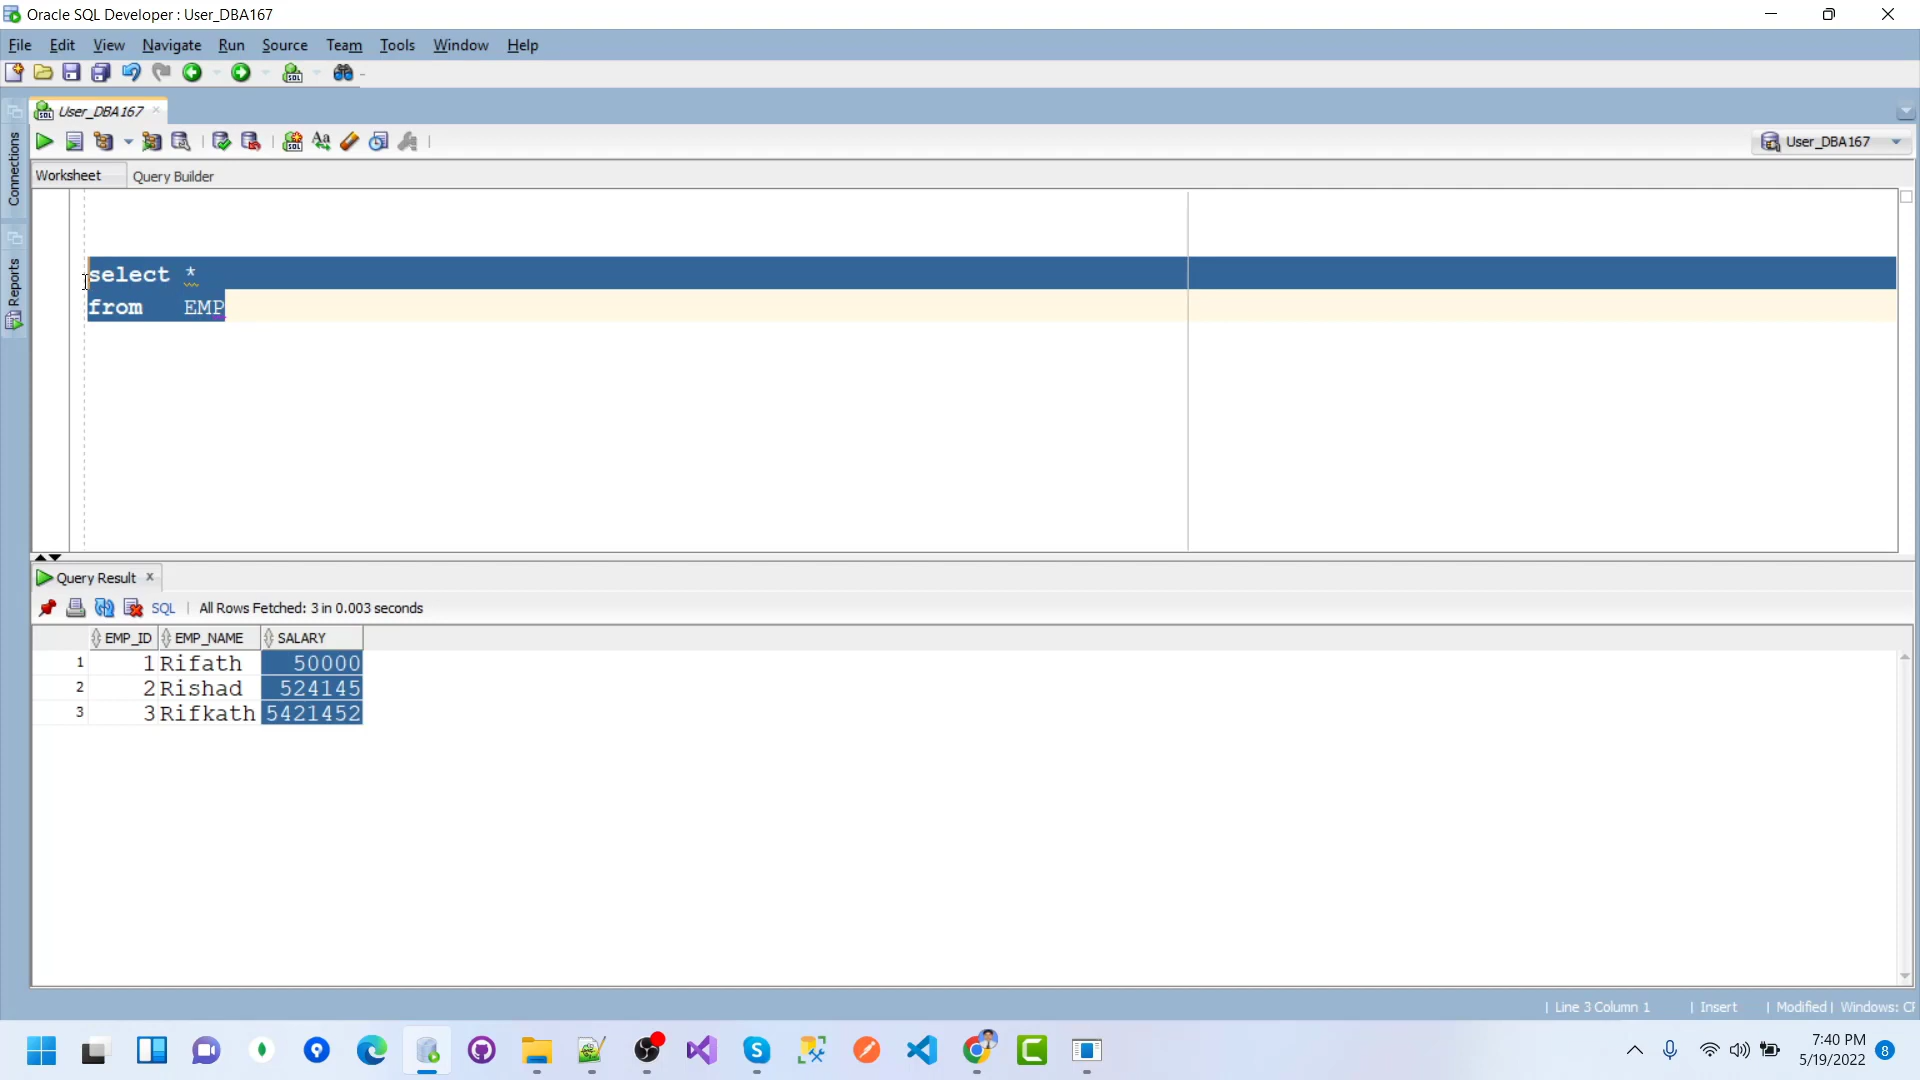 Oracle SQL Developer : User_DBA167
File Edit View Navigate Run Source Team Tools Window Help
User_DBA167
User_DBA167
Worksheet Query Builder
Connections
Reports
select *
from EMP
Query Result
SQL | All Rows Fetched: 3 in 0.003 seconds
EMP_ID EMP_NAME SALARY
1 1 Rifath 50000
2 2 Rishad 524145
3 3 Rifkath 5421452
| Line 3 Column 1 | Insert | Modified | Windows: CF
7:40 PM
5/19/2022 8